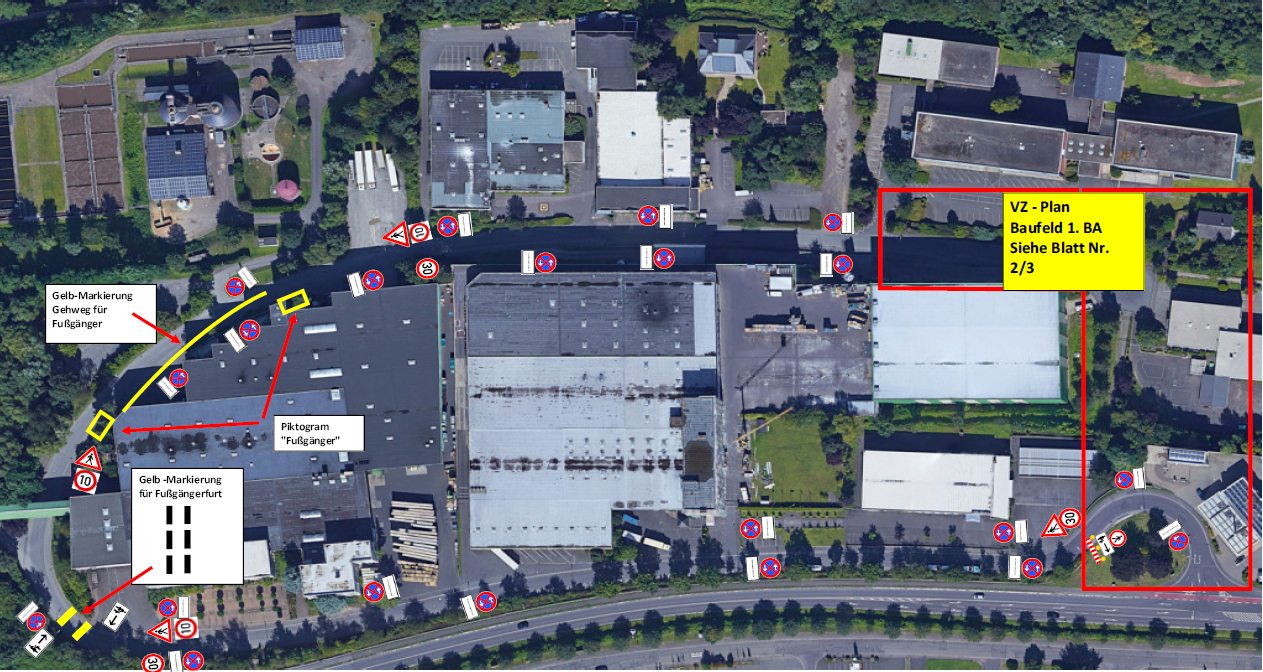 VZ - Plan
Baufeld 1. BA
Siehe Blatt Nr.
2/3
10
30
Gelb-Markierung
Gehweg für
Fußgänger
Piktogram
"Fußgänger"
10
Gelb -Markierung
für Fußgängerfurt
30
10
30